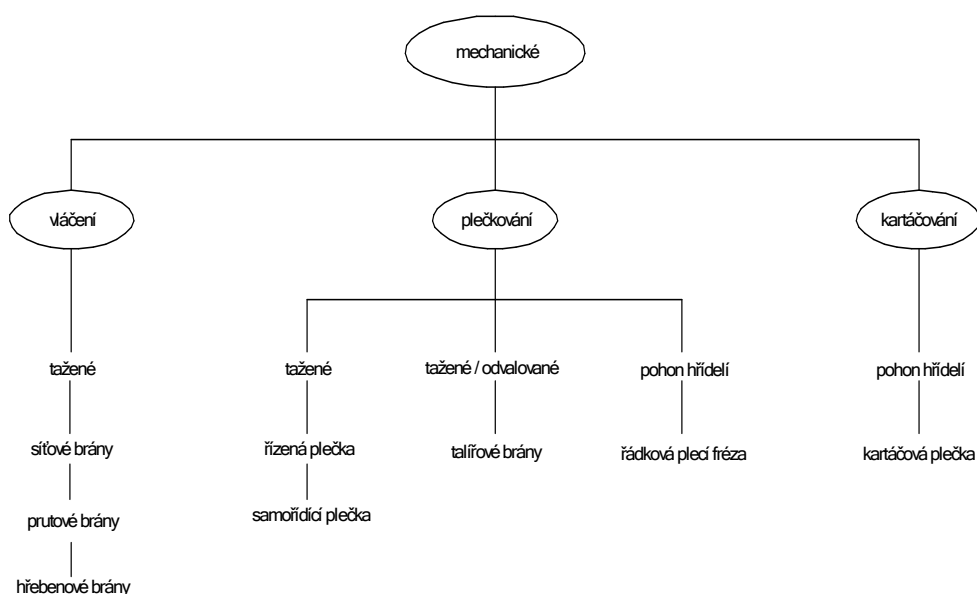 mechanické
vláčení
plečkování
kartáčování
tažené
tažené
tažené / odvalované
pohon hřídelí
pohon hřídelí
síťové brány
řízená plečka
talířové brány
řádková plecí fréza
kartáčová plečka
prutové brány
samořídící plečka
hřebenové brány